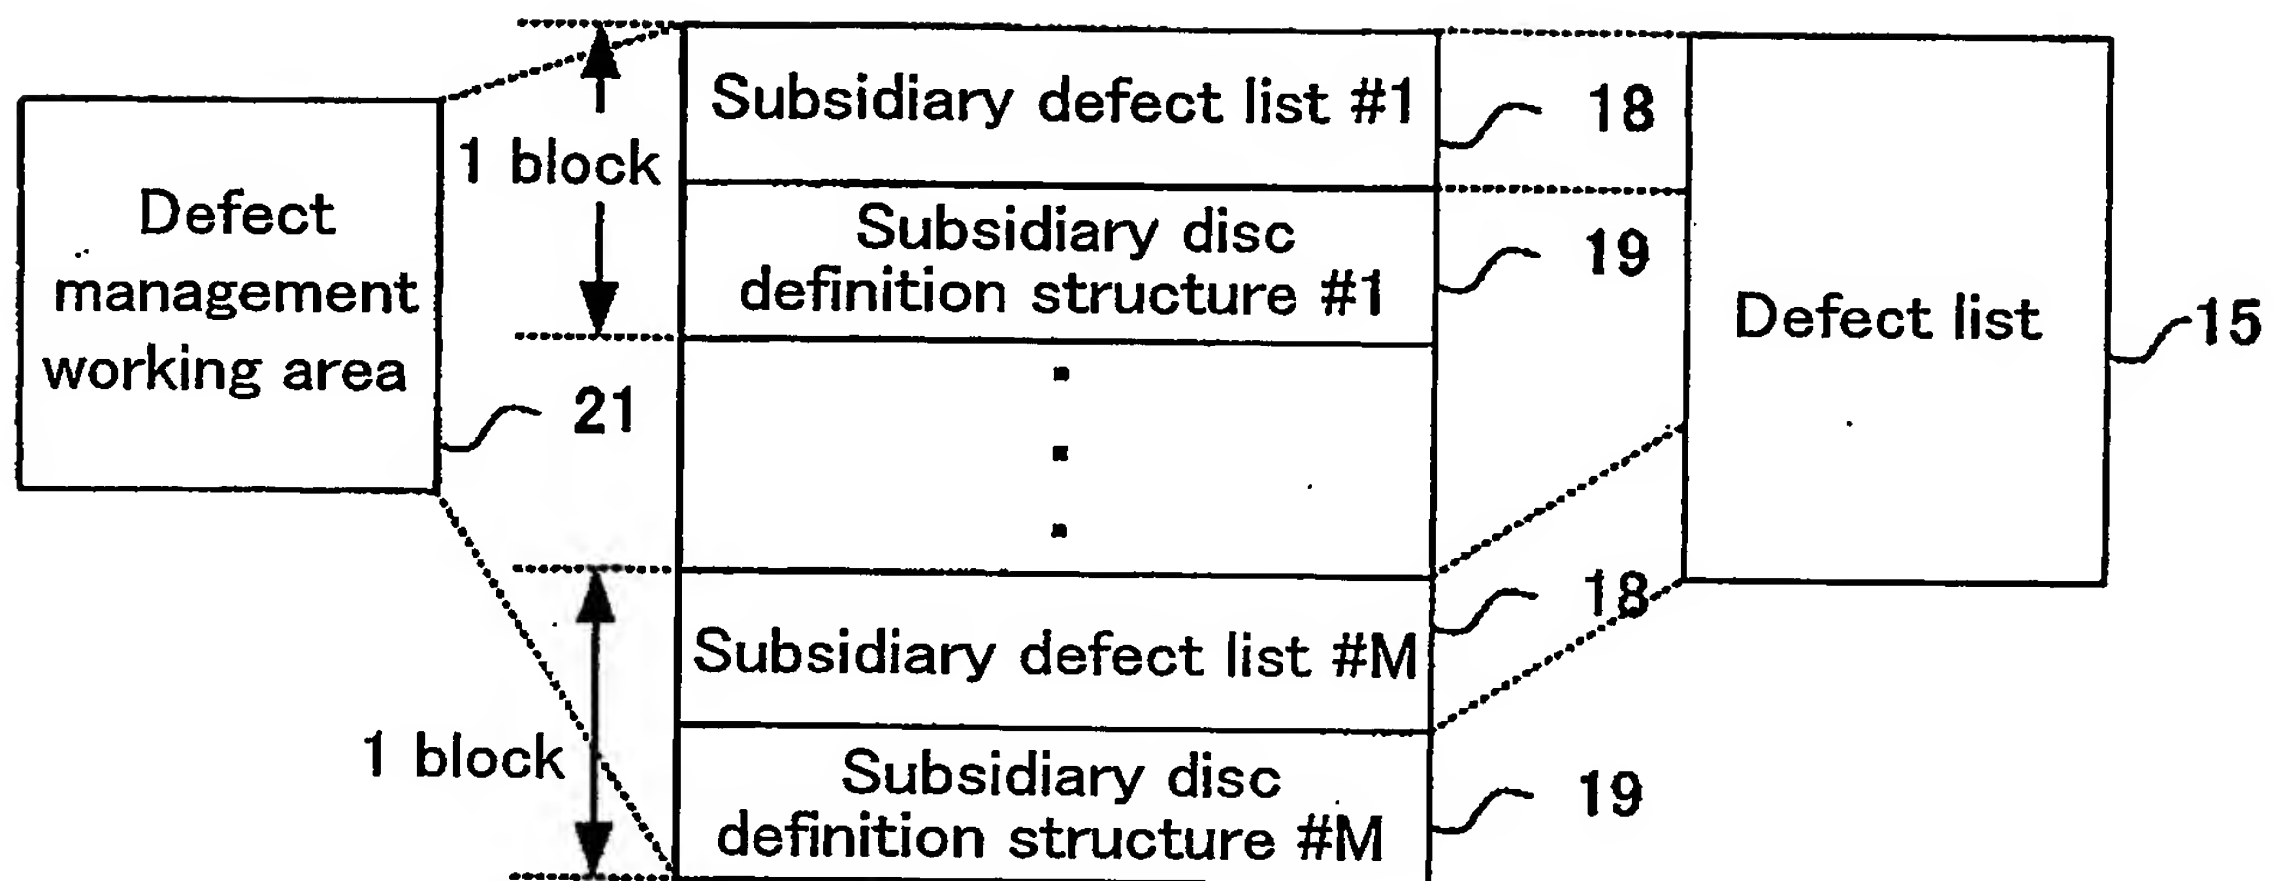 Defect
management
working area
21
1 block
Subsidiary defect list #1
18
Subsidiary disc
definition structure #1
19
Defect list
15
1 block
Subsidiary defect list #M
18
Subsidiary disc
definition structure #M
19